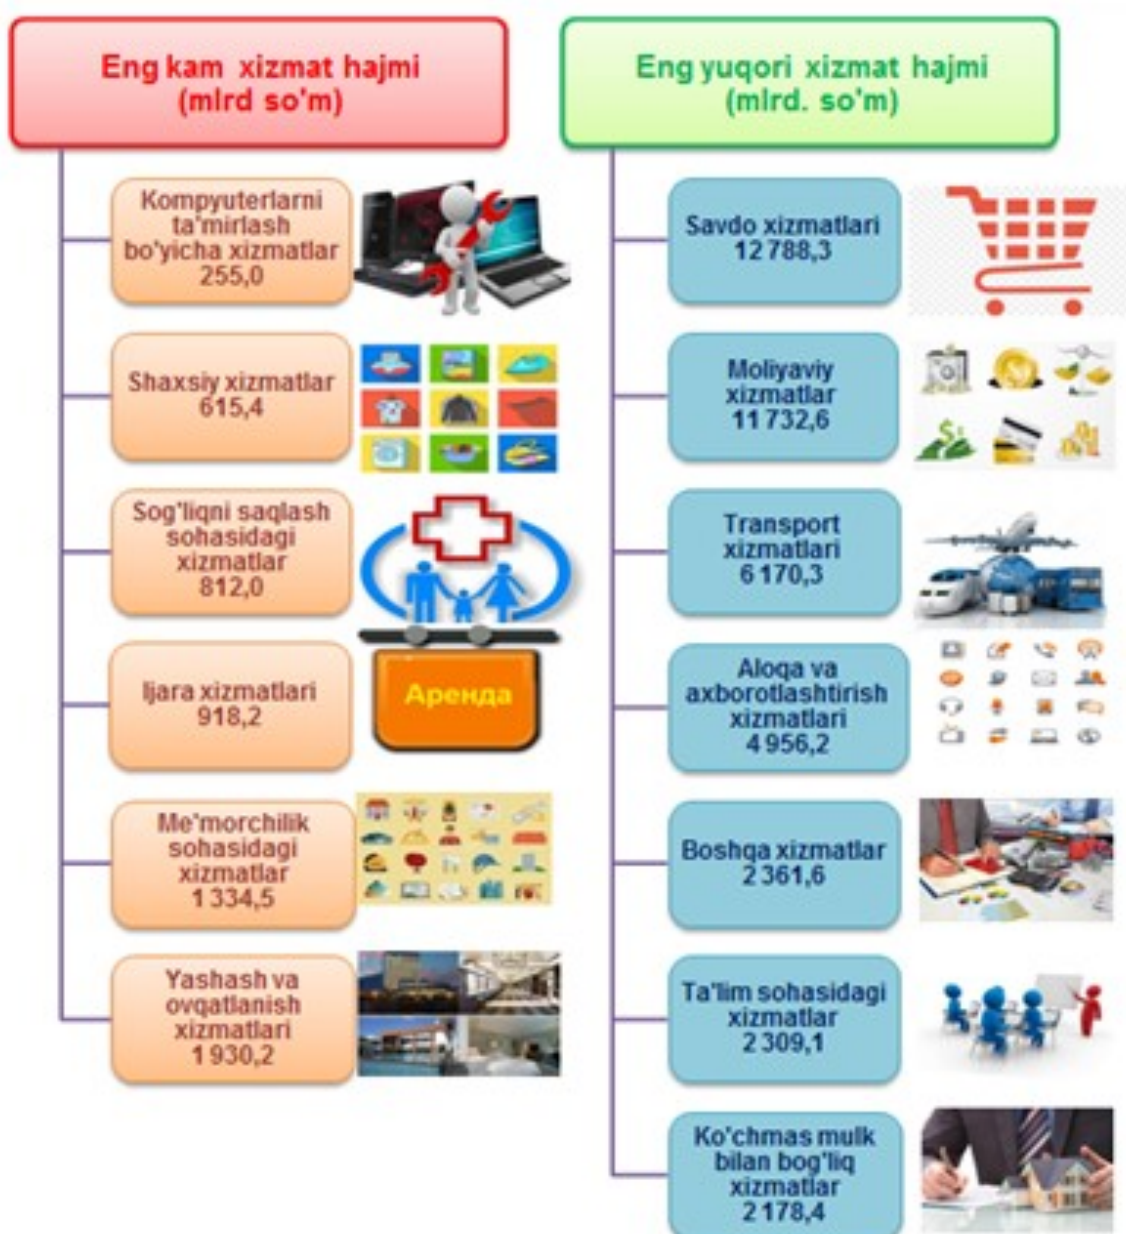 Eng kam xizmat hajmi
(mlrd so'm)
Kompyuterlarni
ta'mirlash
bo'yicha xizmatlar
255,0
Shaxsiy xizmatlar
615,4
Sog'liqni saqlash
sohasidagi
xizmatlar
812,0
Ijara xizmatlari
918,2
Аренда
Me'morchilik
sohasidagi
xizmatlar
1 334,5
Yashash va
ovqatlanish
xizmatlari
1 930,2
Eng yuqori xizmat hajmi
(mlrd. so'm)
Savdo xizmatlari
12 788,3
Moliyaviy
xizmatlar
11 732,6
Transport
xizmatlari
6 170,3
Aloqa va
axborotlashtirish
xizmatlari
4 956,2
Boshqa xizmatlar
2 361,6
Ta'lim sohasidagi
xizmatlar
2 309,1
Ko'chmas mulk
bilan bog'liq
xizmatlar
2 178,4